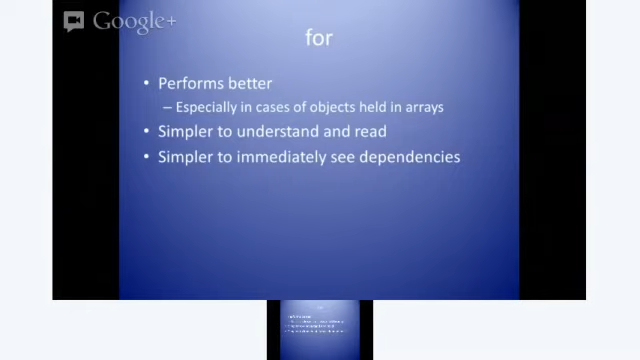 Google+
for
• Performs better
– Especially in cases of objects held in arrays
• Simpler to understand and read
• Simpler to immediately see dependencies